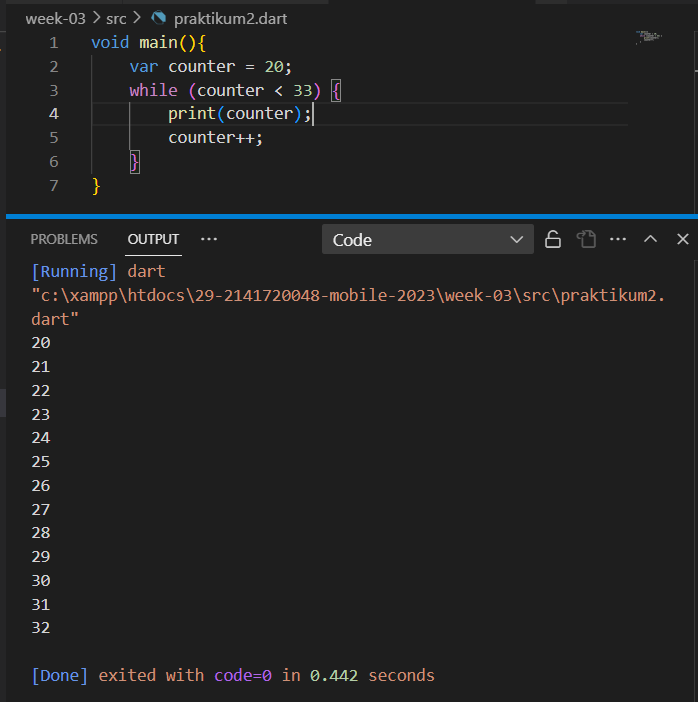 week-03 > src > praktikum2.dart
1 void main(){
2 var counter = 20;
3 while (counter < 33) {
4 print(counter);
5 counter++;
6 }
7 }
PROBLEMS OUTPUT ··· Code ···
[Running] dart
"c:\xampp\htdocs\29-2141720048-mobile-2023\week-03\src\praktikum2.
dart"
20
21
22
23
24
25
26
27
28
29
30
31
32
[Done] exited with code=0 in 0.442 seconds